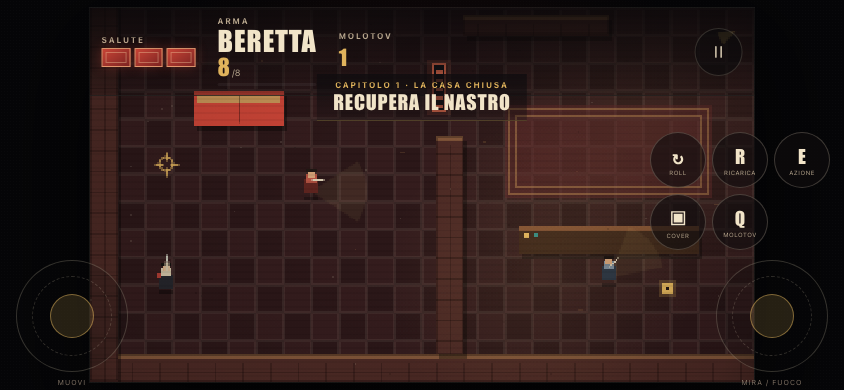 SALUTE
ARMA
BERETTA
8/8
MOLOTOV
1
CAPITOLO 1 · LA CASA CHIUSA
RECUPERA IL NASTRO
↻
ROLL
R
RICARICA
E
AZIONE
COVER
Q
MOLOTOV
MUOVI
MIRA / FUOCO